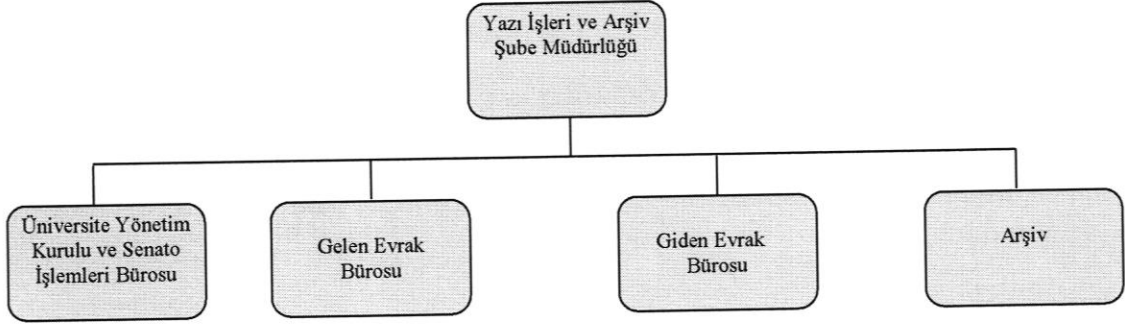 Yazı İşleri ve Arşiv
Şube Müdürlüğü
Üniversite Yönetim
Kurulu ve Senato
İşlemleri Bürosu
Gelen Evrak
Bürosu
Giden Evrak
Bürosu
Arşiv